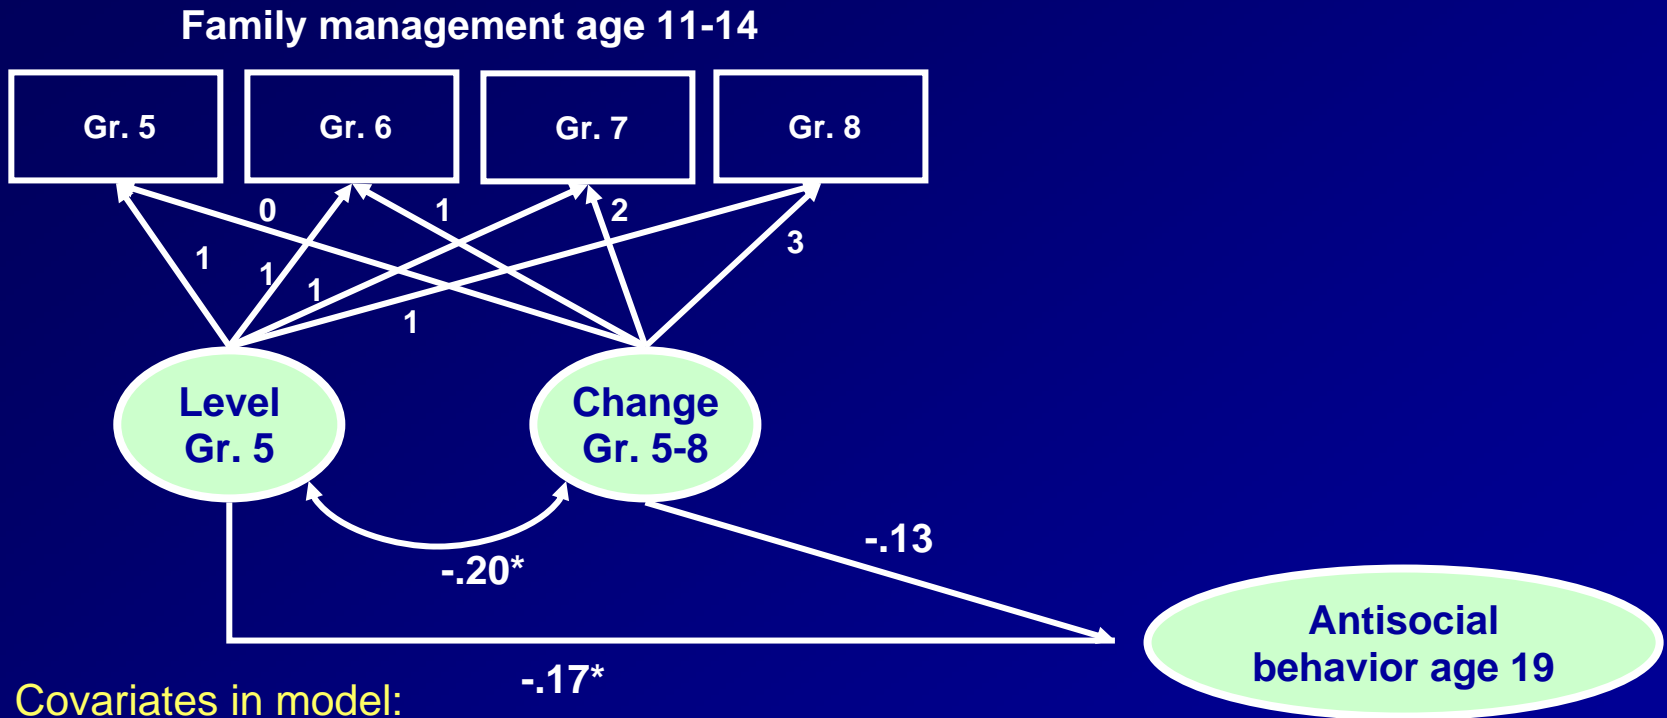 Family management age 11-14
Gr. 5
Gr. 6
Gr. 7
Gr. 8
0
1
2
1
1
1
3
1
Level
Gr. 5
Change
Gr. 5-8
-.13
-.20*
Antisocial
behavior age 19
-.17*
Covariates in model: